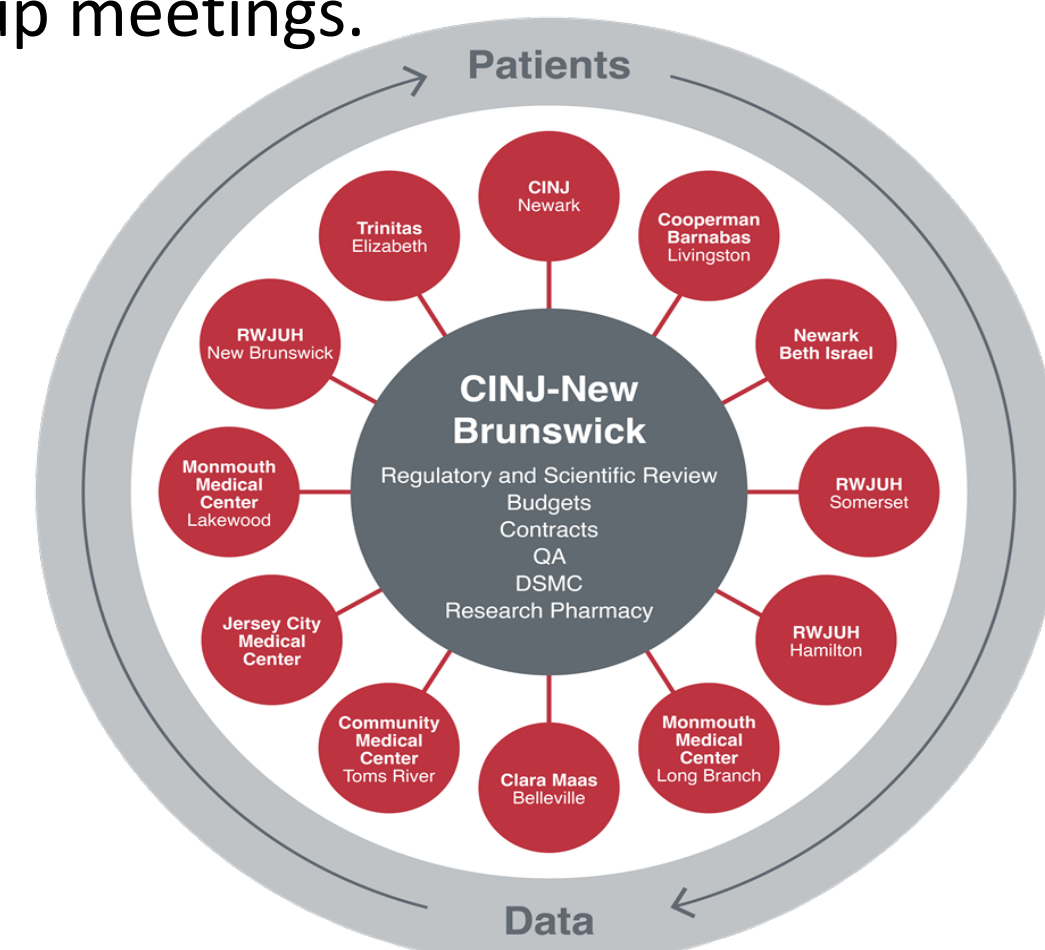 up meetings.
Patients
CINJ
Newark
Cooperman
Barnabas
Livingston
Newark
Beth Israel
RWJUH
Somerset
RWJUH
Hamilton
Monmouth
Medical
Center
Long Branch
Clara Maas
Belleville
Community
Medical
Center
Toms River
Jersey City
Medical
Center
Monmouth
Medical
Center
Lakewood
RWJUH
New Brunswick
Trinitas
Elizabeth
CINJ-New
Brunswick
Regulatory and Scientific Review
Budgets
Contracts
QA
DSMC
Research Pharmacy
Data